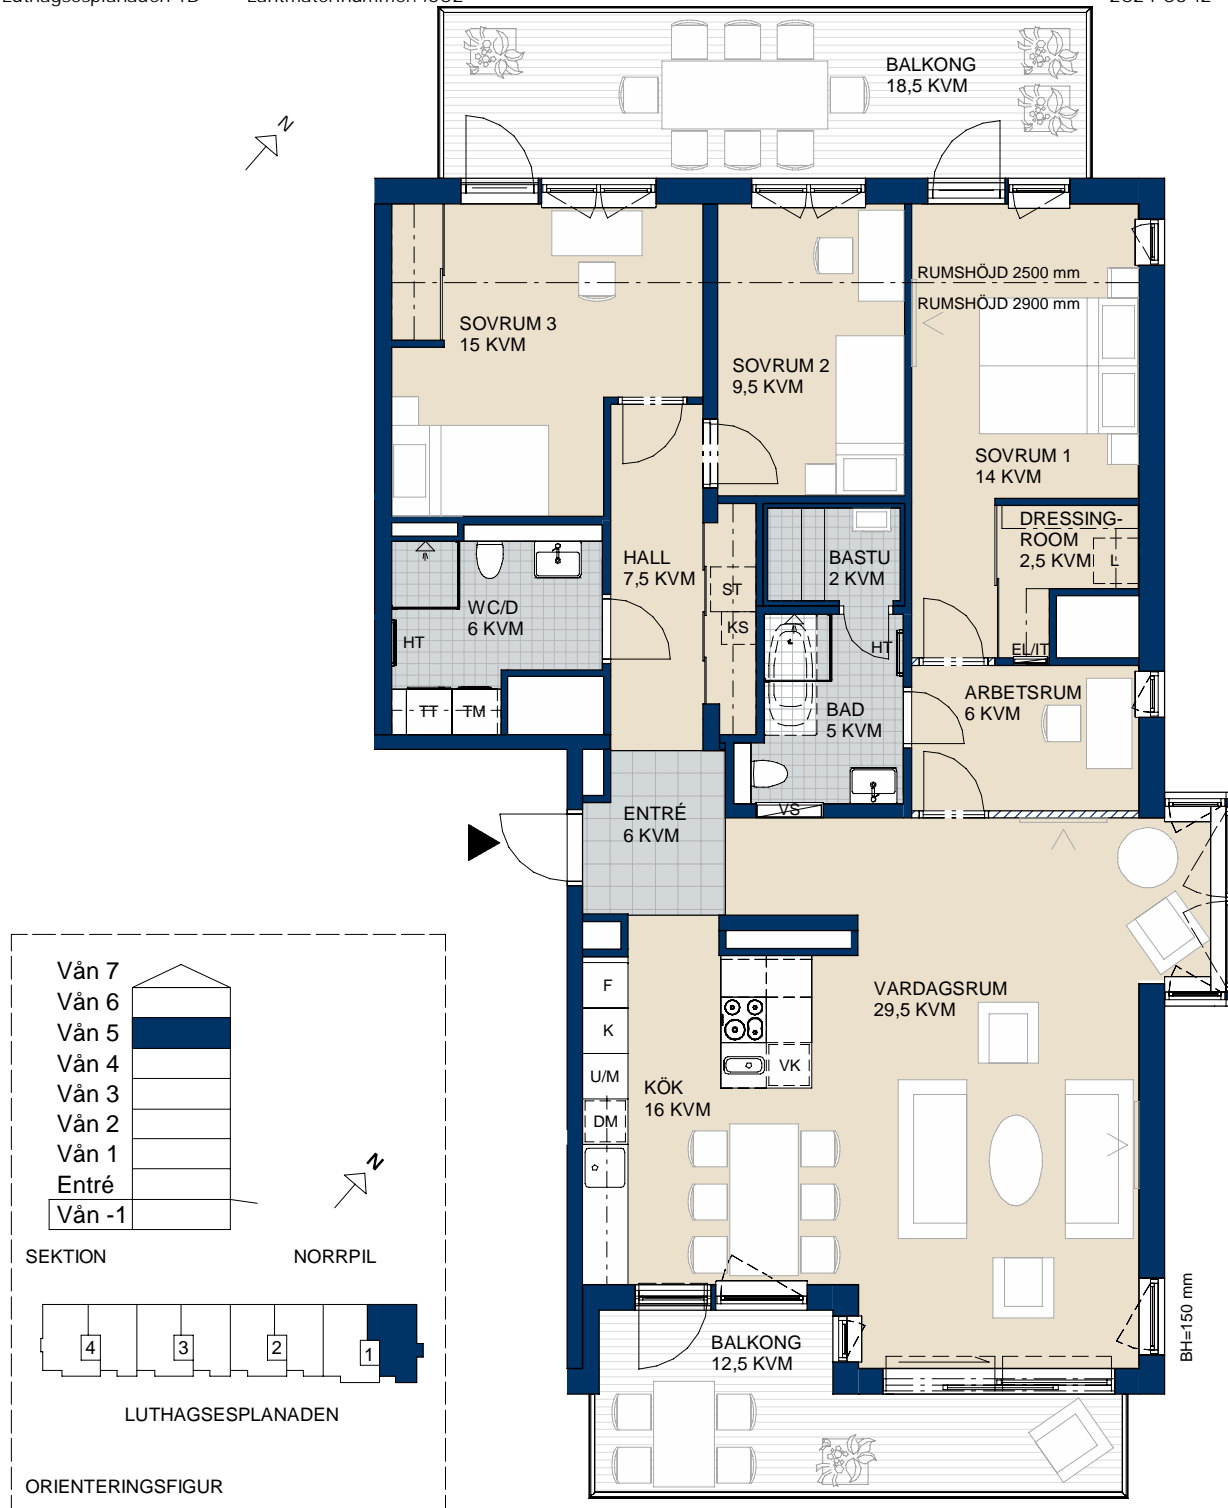 BALKONG
18,5 KVM
N
RUMSHÖJD 2500 mm
RUMSHÖJD 2900 mm
SOVRUM 3
15 KVM
SOVRUM 2
9,5 KVM
SOVRUM 1
14 KVM
DRESSING-
ROOM
2,5 KVM
L
HALL
7,5 KVM
BASTU
2 KVM
ST
KS
WC/D
6 KVM
HT
HT
EL/IT
TT
TM
BAD
5 KVM
ARBETSRUM
6 KVM
VS
ENTRÉ
6 KVM
F
K
U/M
DM
VK
KÖK
16 KVM
VARDAGSRUM
29,5 KVM
BALKONG
12,5 KVM
BH=150 mm
Vån 7
Vån 6
Vån 5
Vån 4
Vån 3
Vån 2
Vån 1
Entré
Vån -1
N
SEKTION
NORRPIL
4
3
2
1
LUTHAGSESPLANADEN
ORIENTERINGSFIGUR